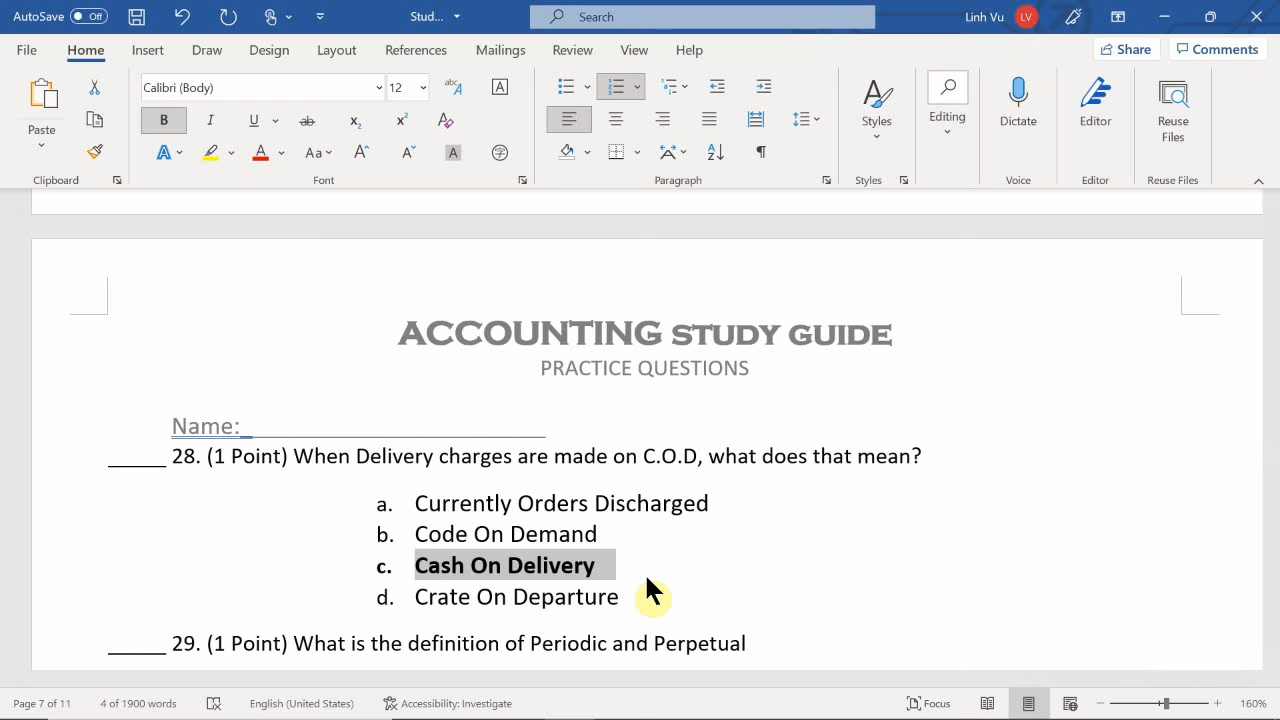 AutoSave Off Stud... Search Linh Vu LV
File Home Insert Draw Design Layout References Mailings Review View Help Share Comments
Paste Calibri (Body) 12 Styles Editing Dictate Editor Reuse Files
Clipboard Font Paragraph Styles Voice Editor Reuse Files
ACCOUNTING STUDY GUIDE
PRACTICE QUESTIONS
Name:_
_____ 28. (1 Point) When Delivery charges are made on C.O.D, what does that mean?
a. Currently Orders Discharged
b. Code On Demand
c. Cash On Delivery
d. Crate On Departure
_____ 29. (1 Point) What is the definition of Periodic and Perpetual
Page 7 of 11 4 of 1900 words English (United States) Accessibility: Investigate Focus 160%